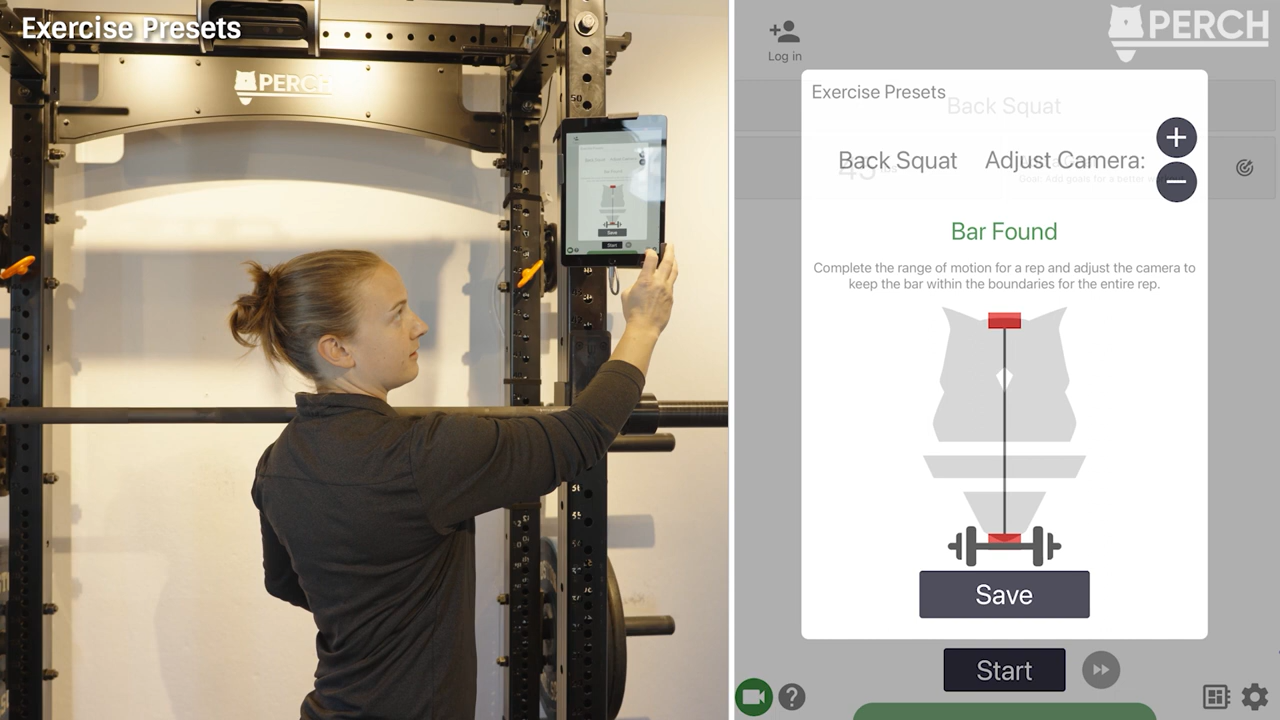 Exercise Presets
PERCH
50
PERCH
Log in
Exercise Presets
Back Squat
Back Squat
Adjust Camera:
Bar Found
Complete the range of motion for a rep and adjust the camera to
keep the bar within the boundaries for the entire rep.
Save
Start